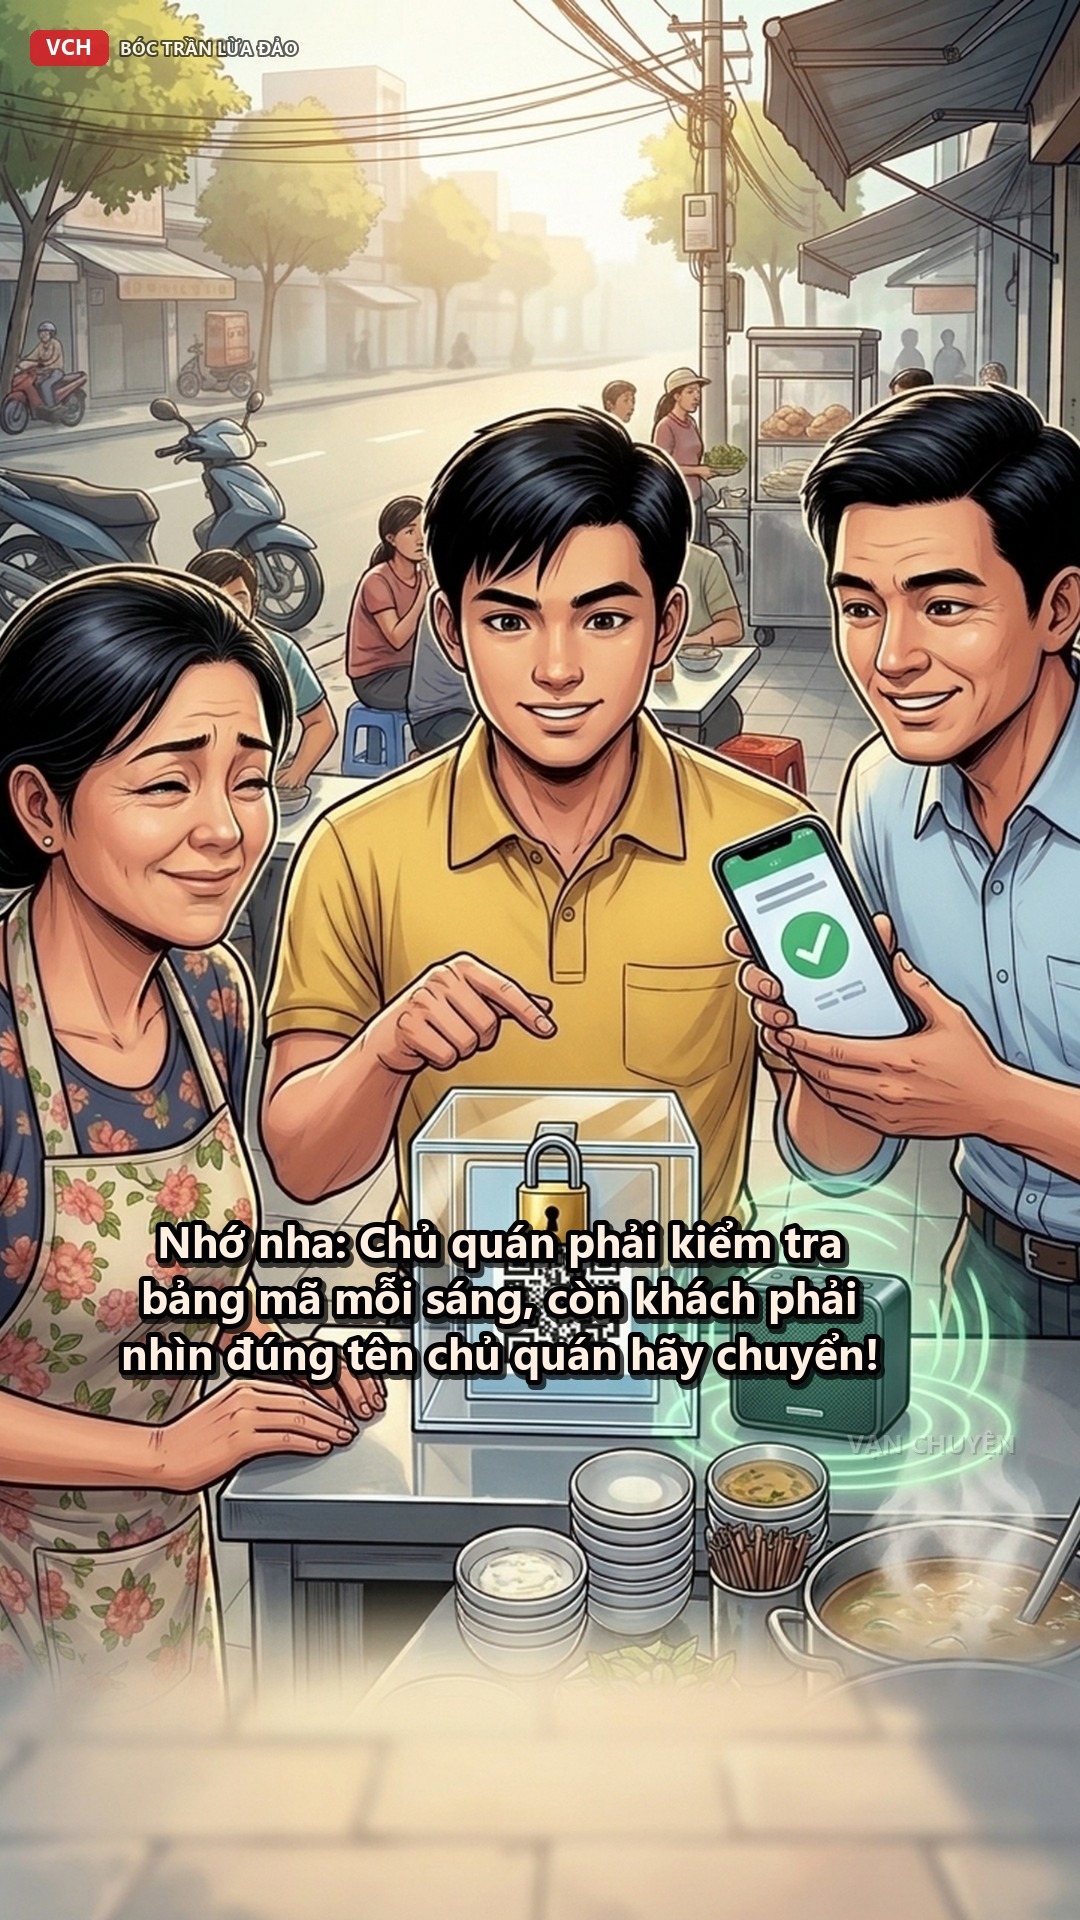 VCH BÓC TRẦN LỪA ĐẢO
Nhớ nha: Chủ quán phải kiểm tra
bảng mã mỗi sáng, còn khách phải
nhìn đúng tên chủ quán hãy chuyển!
VẠN CHUYỆN